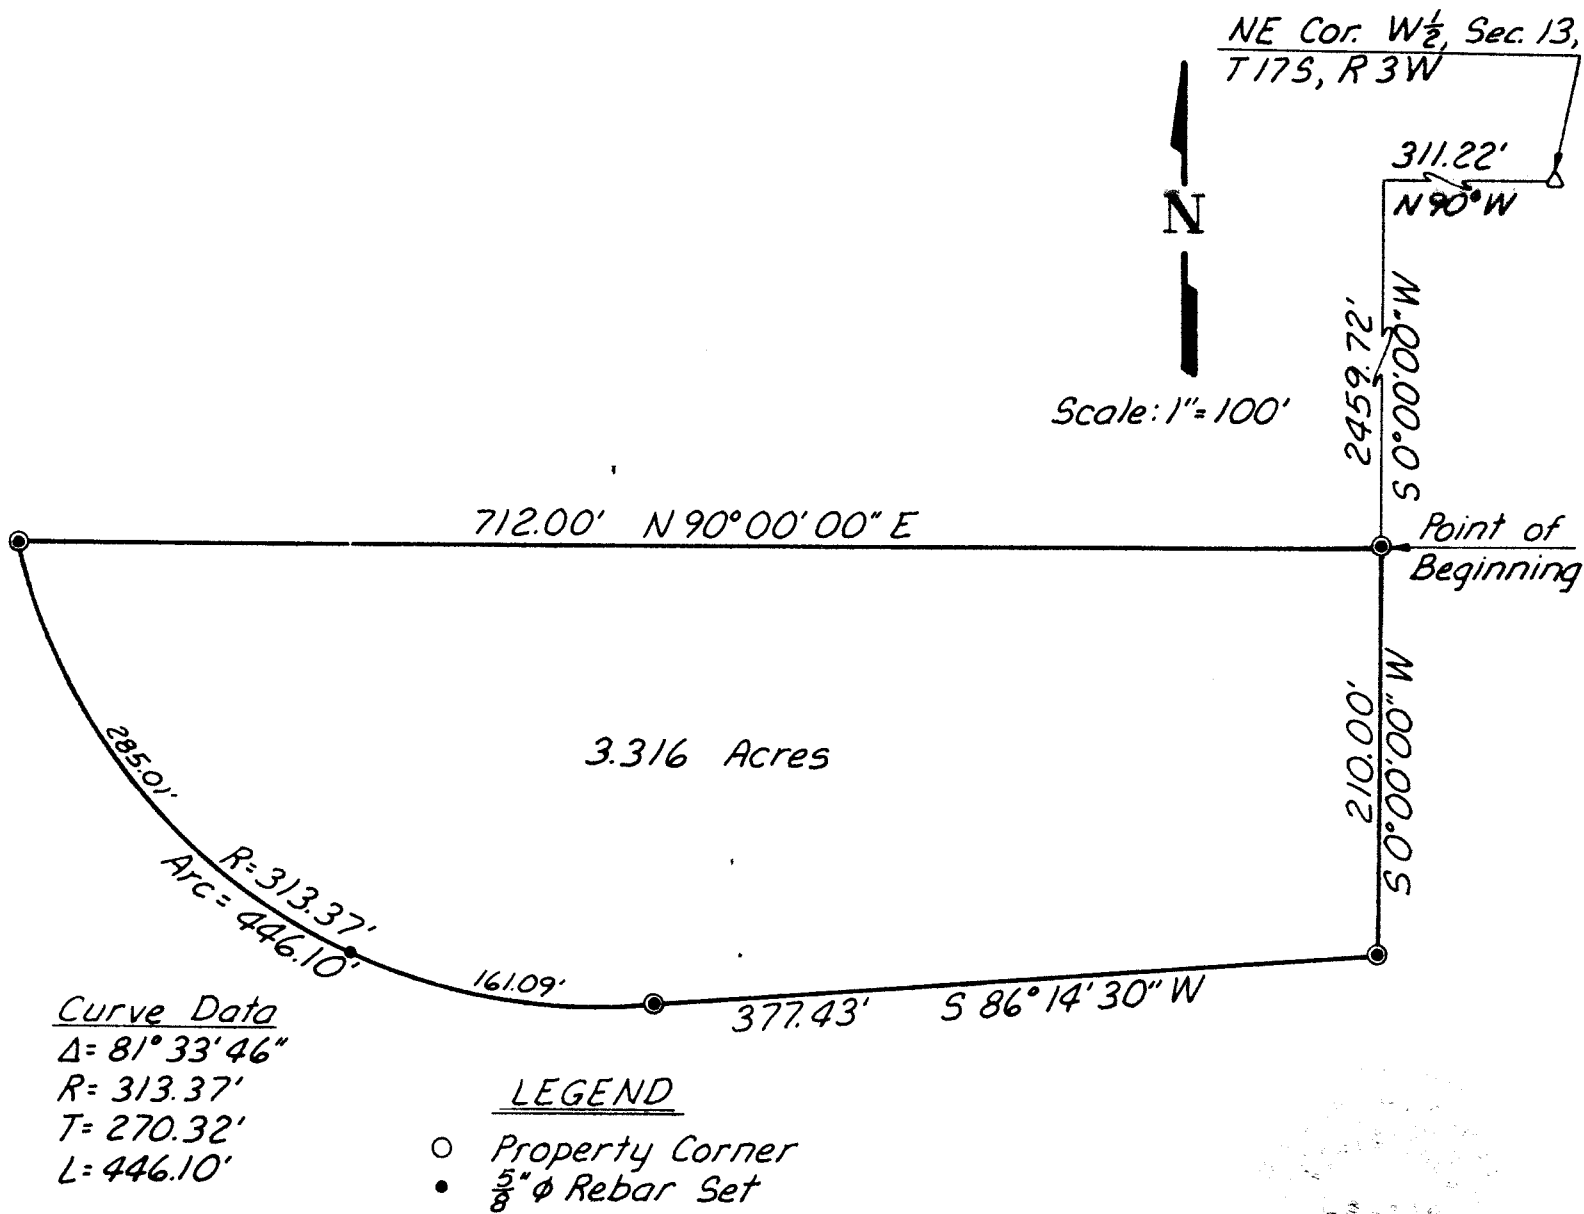 NE Cor. W½, Sec. 13,
T 17 S, R 3 W
311.22'
N 90° W
N
2459.72'
S 0°00'00" W
Scale: 1" = 100'
712.00' N 90°00'00" E
Point of
Beginning
285.01'
3.316 Acres
210.00'
S 0°00'00" W
R = 313.37'
Arc = 446.10'
161.09'
377.43' S 86°14'30" W
Curve Data
Δ = 81°33'46"
R = 313.37'
T = 270.32'
L = 446.10'
LEGEND
○ Property Corner
● 5/8" ϕ Rebar Set